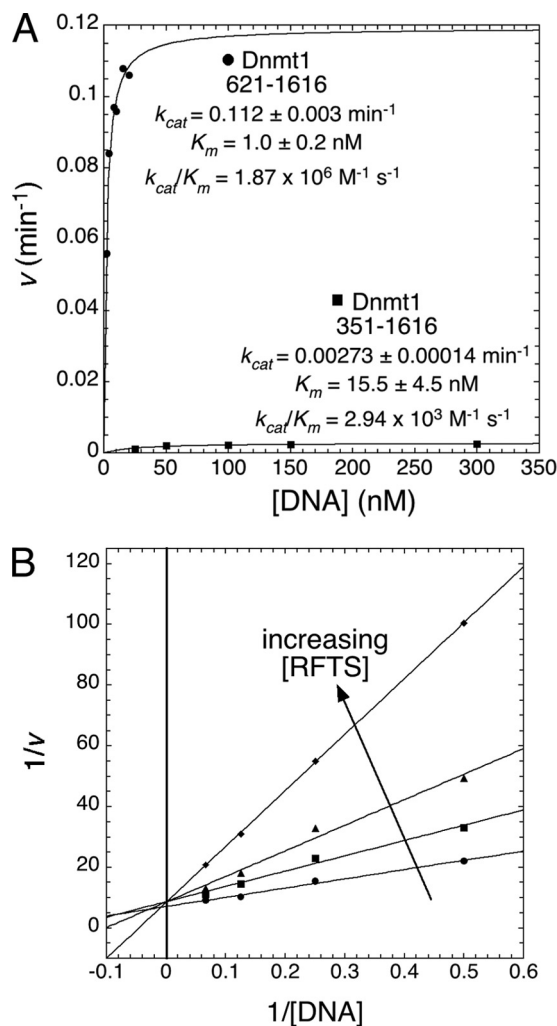 A
0.12
0.1
0.08
0.06
0.04
0.02
0
v (min⁻¹)
Dnmt1
621-1616
kcat = 0.112 ± 0.003 min⁻¹
Km = 1.0 ± 0.2 nM
kcat/Km = 1.87 x 10⁶ M⁻¹ s⁻¹
Dnmt1
351-1616
kcat = 0.00273 ± 0.00014 min⁻¹
Km = 15.5 ± 4.5 nM
kcat/Km = 2.94 x 10³ M⁻¹ s⁻¹
0 50 100 150 200 250 300 350
[DNA] (nM)
B
120
100
80
60
40
20
0
1/v
increasing
[RFTS]
-0.1 0 0.1 0.2 0.3 0.4 0.5 0.6
1/[DNA]